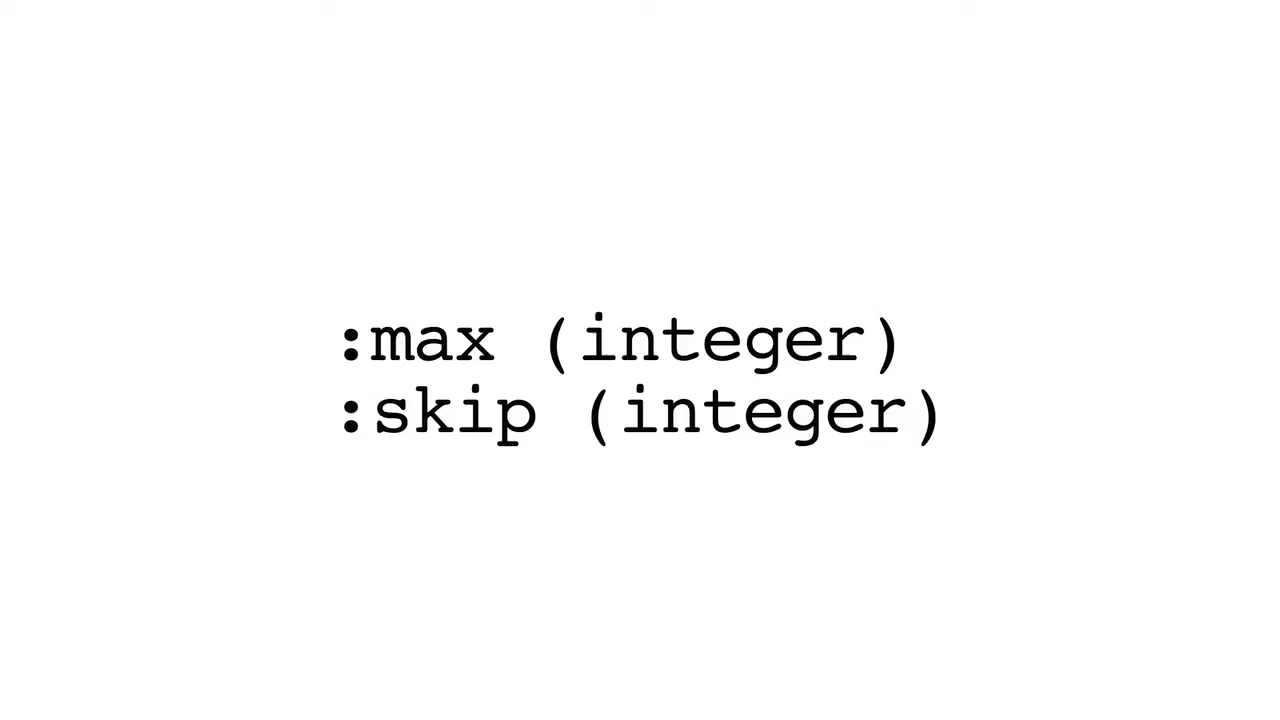 :max (integer)
:skip (integer)